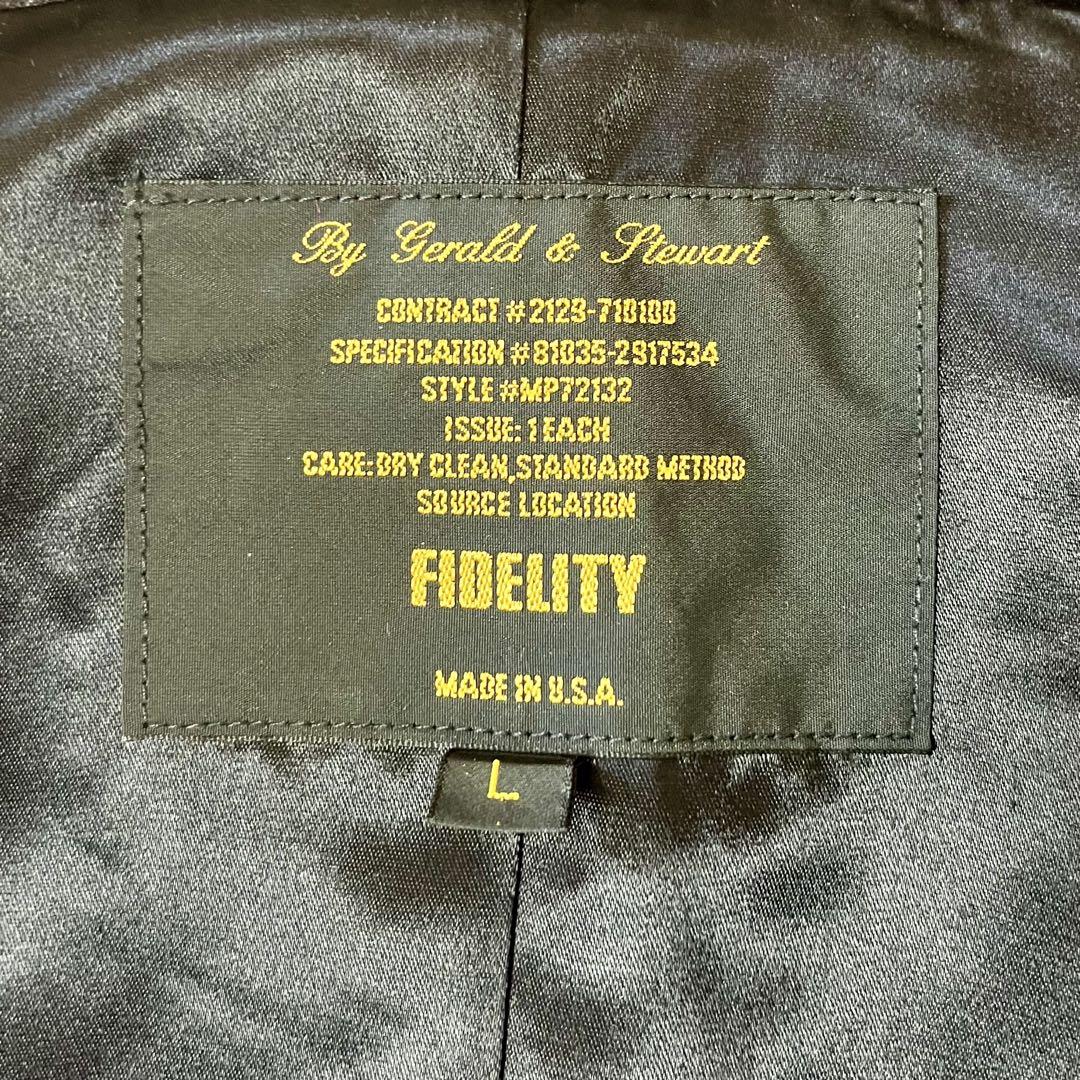 By Gerald & Stewart
CONTRACT #2129-710100
SPECIFICATION #81035-2917534
STYLE #MP72132
ISSUE: 1 EACH
CARE:DRY CLEAN,STANDARD METHOD
SOURCE LOCATION
FIDELITY
MADE IN U.S.A.
L